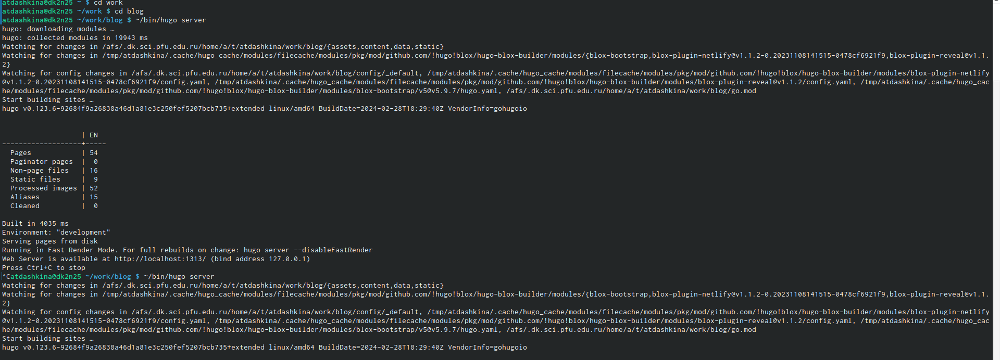 atdashkina@dk2n25 ~ $ cd work
atdashkina@dk2n25 ~/work $ cd blog
atdashkina@dk2n25 ~/work/blog $ ~/bin/hugo server
hugo: downloading modules …
hugo: collected modules in 19943 ms
Watching for changes in /afs/.dk.sci.pfu.edu.ru/home/a/t/atdashkina/work/blog/{assets,content,data,static}
Watching for changes in /tmp/atdashkina/.cache/hugo_cache/modules/filecache/modules/pkg/mod/github.com/!hugo!blox/hugo-blox-builder/modules/{blox-bootstrap,blox-plugin-netlify@v1.1.2-0.20231108141515-0478cf6921f9,blox-plugin-reveal@v1.1.
2}
Watching for config changes in /afs/.dk.sci.pfu.edu.ru/home/a/t/atdashkina/work/blog/config/_default, /tmp/atdashkina/.cache/hugo_cache/modules/filecache/modules/pkg/mod/github.com/!hugo!blox/hugo-blox-builder/modules/blox-plugin-netlify
@v1.1.2-0.20231108141515-0478cf6921f9/config.yaml, /tmp/atdashkina/.cache/hugo_cache/modules/filecache/modules/pkg/mod/github.com/!hugo!blox/hugo-blox-builder/modules/blox-plugin-reveal@v1.1.2/config.yaml, /tmp/atdashkina/.cache/hugo_cac
he/modules/filecache/modules/pkg/mod/github.com/!hugo!blox/hugo-blox-builder/modules/blox-bootstrap/v5@v5.9.7/hugo.yaml, /afs/.dk.sci.pfu.edu.ru/home/a/t/atdashkina/work/blog/go.mod
Start building sites …
hugo v0.123.6-92684f9a26838a46d1a81e3c250fef5207bcb735+extended linux/amd64 BuildDate=2024-02-28T18:29:40Z VendorInfo=gohugoio
                   | EN
-------------------+-----
  Pages            | 54
  Paginator pages  |  0
  Non-page files   | 16
  Static files     |  9
  Processed images | 52
  Aliases          | 15
  Cleaned          |  0
Built in 4035 ms
Environment: "development"
Serving pages from disk
Running in Fast Render Mode. For full rebuilds on change: hugo server --disableFastRender
Web Server is available at http://localhost:1313/ (bind address 127.0.0.1)
Press Ctrl+C to stop
^Catdashkina@dk2n25 ~/work/blog $ ~/bin/hugo server
Watching for changes in /afs/.dk.sci.pfu.edu.ru/home/a/t/atdashkina/work/blog/{assets,content,data,static}
Watching for changes in /tmp/atdashkina/.cache/hugo_cache/modules/filecache/modules/pkg/mod/github.com/!hugo!blox/hugo-blox-builder/modules/{blox-bootstrap,blox-plugin-netlify@v1.1.2-0.20231108141515-0478cf6921f9,blox-plugin-reveal@v1.1.
2}
Watching for config changes in /afs/.dk.sci.pfu.edu.ru/home/a/t/atdashkina/work/blog/config/_default, /tmp/atdashkina/.cache/hugo_cache/modules/filecache/modules/pkg/mod/github.com/!hugo!blox/hugo-blox-builder/modules/blox-plugin-netlify
@v1.1.2-0.20231108141515-0478cf6921f9/config.yaml, /tmp/atdashkina/.cache/hugo_cache/modules/filecache/modules/pkg/mod/github.com/!hugo!blox/hugo-blox-builder/modules/blox-plugin-reveal@v1.1.2/config.yaml, /tmp/atdashkina/.cache/hugo_cac
he/modules/filecache/modules/pkg/mod/github.com/!hugo!blox/hugo-blox-builder/modules/blox-bootstrap/v5@v5.9.7/hugo.yaml, /afs/.dk.sci.pfu.edu.ru/home/a/t/atdashkina/work/blog/go.mod
Start building sites …
hugo v0.123.6-92684f9a26838a46d1a81e3c250fef5207bcb735+extended linux/amd64 BuildDate=2024-02-28T18:29:40Z VendorInfo=gohugoio